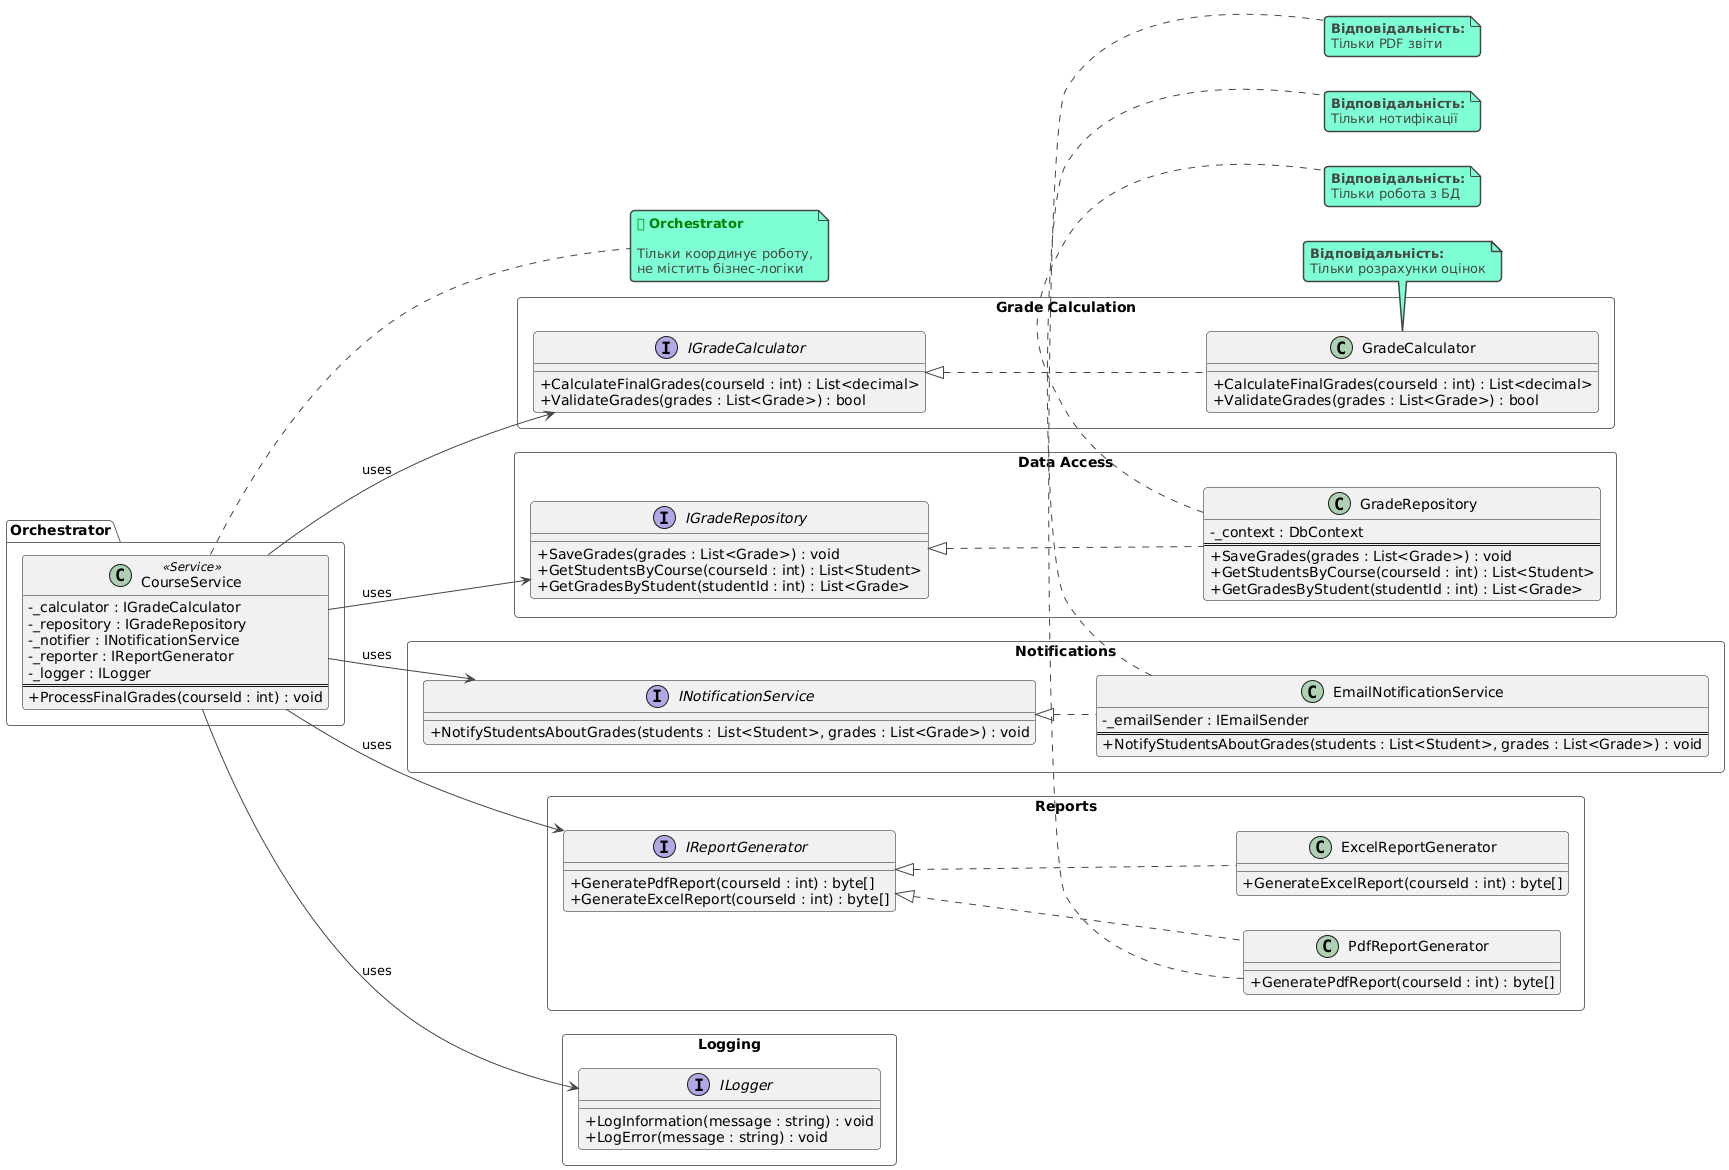 Відповідальність:
Тільки PDF звіти
Відповідальність:
Тільки нотифікації
Відповідальність:
Тільки робота з БД
Orchestrator
Тільки координує роботу,
не містить бізнес-логіки
Відповідальність:
Тільки розрахунки оцінок
Grade Calculation
IGradeCalculator
+CalculateFinalGrades(courseId : int) : List<decimal>
+ValidateGrades(grades : List<Grade>) : bool
GradeCalculator
+CalculateFinalGrades(courseId : int) : List<decimal>
+ValidateGrades(grades : List<Grade>) : bool
uses
Data Access
IGradeRepository
+SaveGrades(grades : List<Grade>) : void
+GetStudentsByCourse(courseId : int) : List<Student>
+GetGradesByStudent(studentId : int) : List<Grade>
GradeRepository
-_context : DbContext
+SaveGrades(grades : List<Grade>) : void
+GetStudentsByCourse(courseId : int) : List<Student>
+GetGradesByStudent(studentId : int) : List<Grade>
Orchestrator
«Service»
CourseService
-_calculator : IGradeCalculator
-_repository : IGradeRepository
-_notifier : INotificationService
-_reporter : IReportGenerator
-_logger : ILogger
+ProcessFinalGrades(courseId : int) : void
uses
uses
Notifications
INotificationService
+NotifyStudentsAboutGrades(students : List<Student>, grades : List<Grade>) : void
EmailNotificationService
-_emailSender : IEmailSender
+NotifyStudentsAboutGrades(students : List<Student>, grades : List<Grade>) : void
uses
Reports
IReportGenerator
+GeneratePdfReport(courseId : int) : byte[]
+GenerateExcelReport(courseId : int) : byte[]
ExcelReportGenerator
+GenerateExcelReport(courseId : int) : byte[]
PdfReportGenerator
+GeneratePdfReport(courseId : int) : byte[]
uses
Logging
ILogger
+LogInformation(message : string) : void
+LogError(message : string) : void